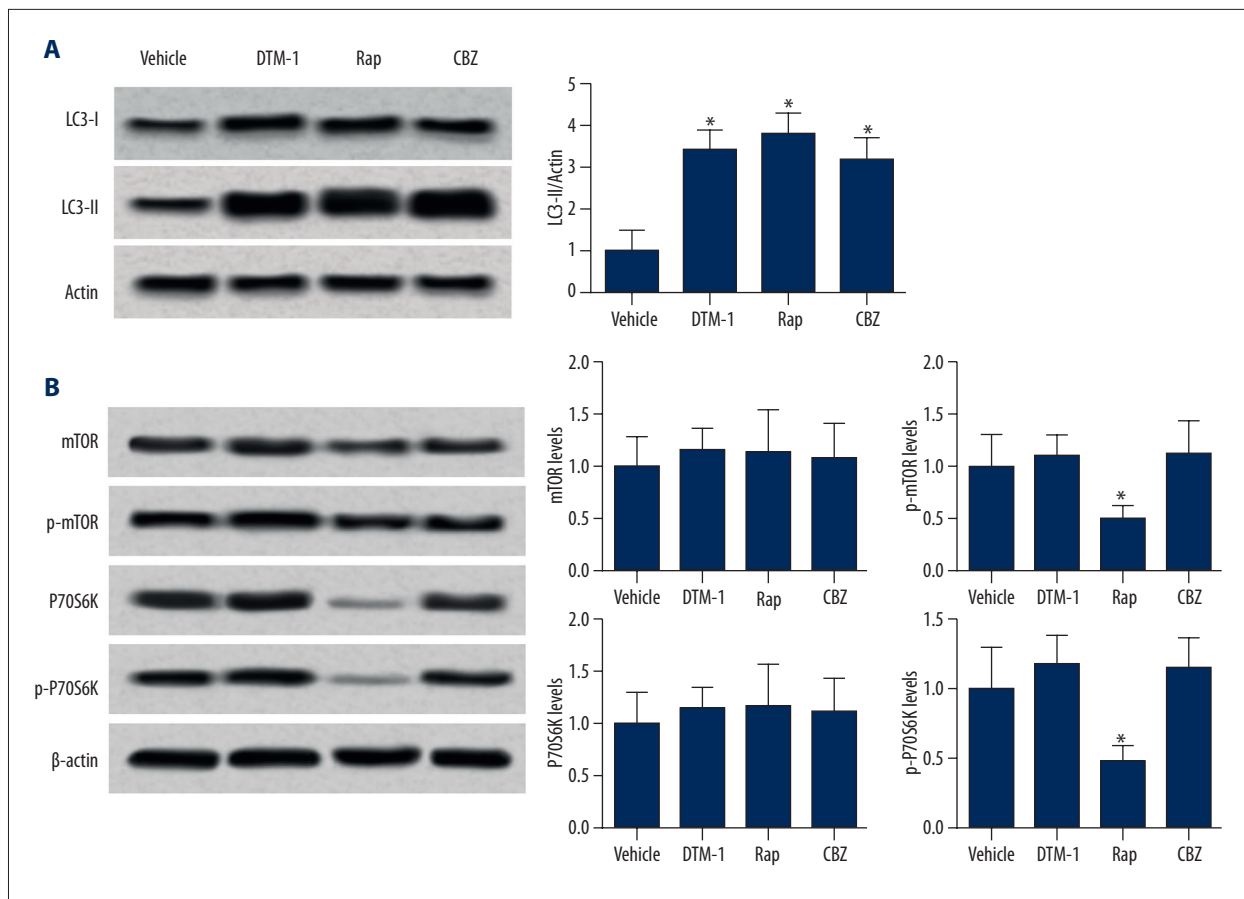 A
Vehicle DTM-1 Rap CBZ
LC3-I
LC3-II
Actin
LC3-II/Actin
5
4
3
2
1
0
* * *
Vehicle DTM-1 Rap CBZ
B
mTOR
p-mTOR
P70S6K
p-P70S6K
β-actin
mTOR levels
2.0
1.5
1.0
0.5
0.0
Vehicle DTM-1 Rap CBZ
p-mTOR levels
2.0
1.5
1.0
0.5
0.0
*
Vehicle DTM-1 Rap CBZ
P70S6K levels
2.0
1.5
1.0
0.5
0.0
Vehicle DTM-1 Rap CBZ
p-P70S6K levels
1.5
1.0
0.5
0.0
*
Vehicle DTM-1 Rap CBZ